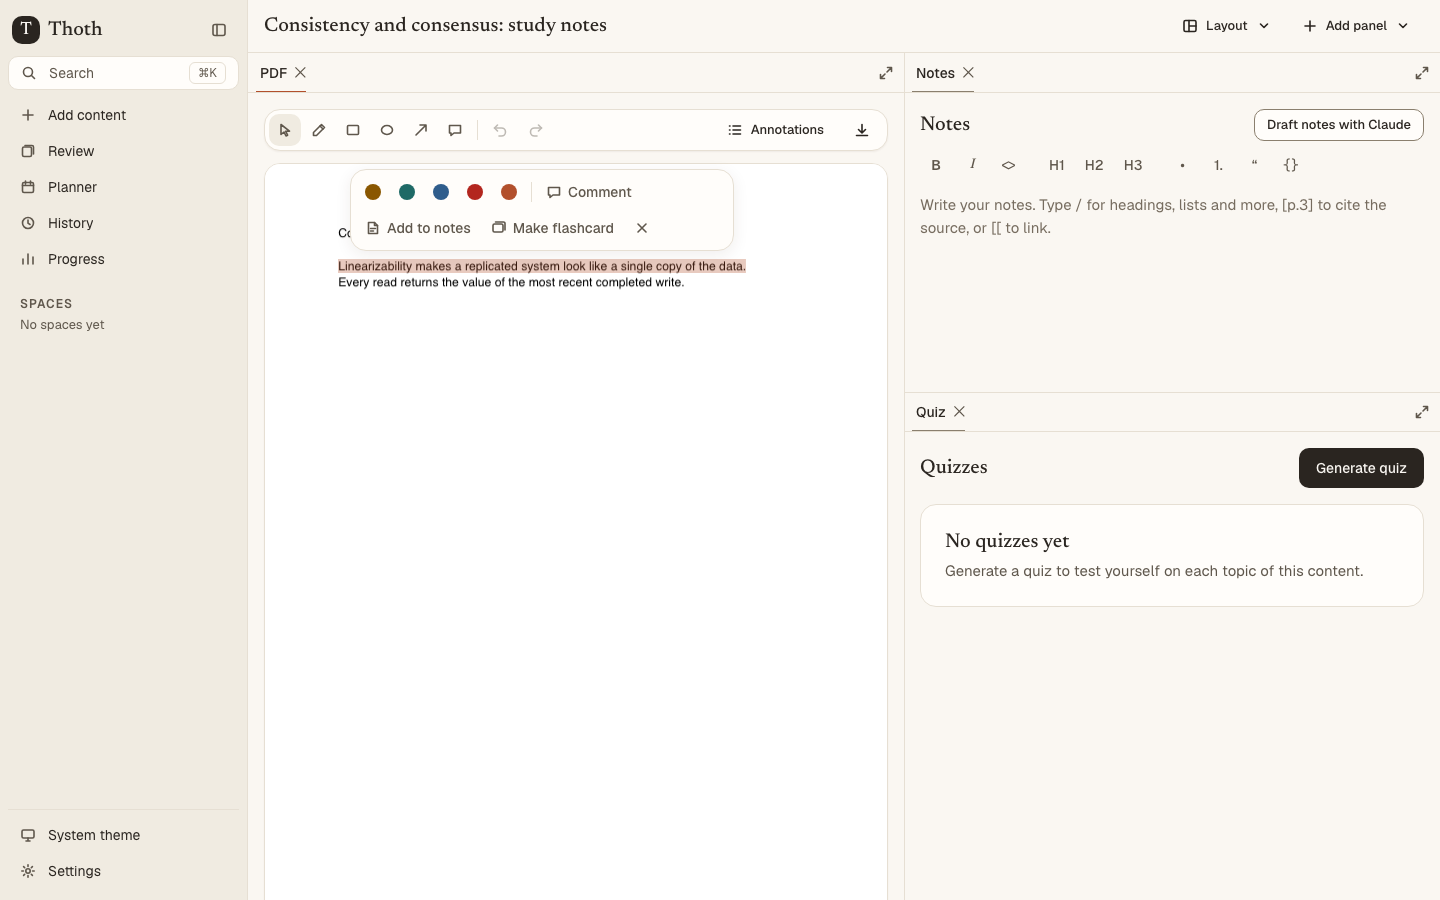 T Thoth
Search ⌘K
Add content
Review
Planner
History
Progress
SPACES
No spaces yet
System theme
Settings
Consistency and consensus: study notes
Layout
Add panel
PDF
Annotations
Comment
Add to notes
Make flashcard
Co
Linearizability makes a replicated system look like a single copy of the data.
Every read returns the value of the most recent completed write.
Notes
Notes
Draft notes with Claude
B I <> H1 H2 H3 • 1. “ {}
Write your notes. Type / for headings, lists and more, [p.3] to cite the
source, or [[ to link.
Quiz
Quizzes
Generate quiz
No quizzes yet
Generate a quiz to test yourself on each topic of this content.